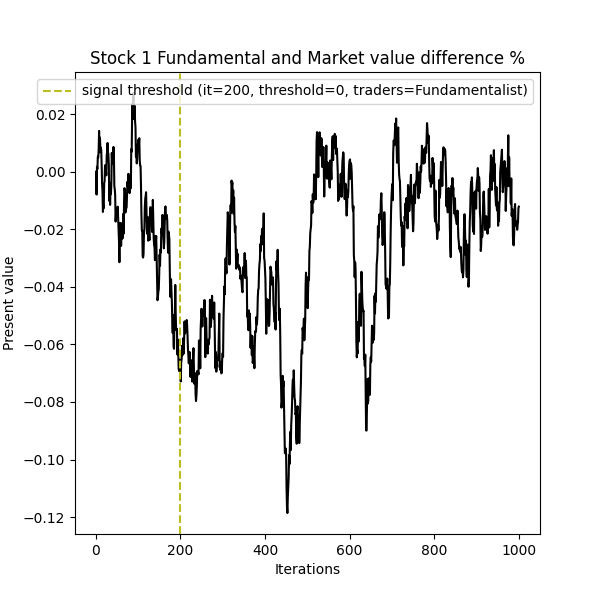 Stock 1 Fundamental and Market value difference %
signal threshold (it=200, threshold=0, traders=Fundamentalist)
0.02
0.00
−0.02
−0.04
−0.06
−0.08
−0.10
−0.12
Present value
0 200 400 600 800 1000
Iterations